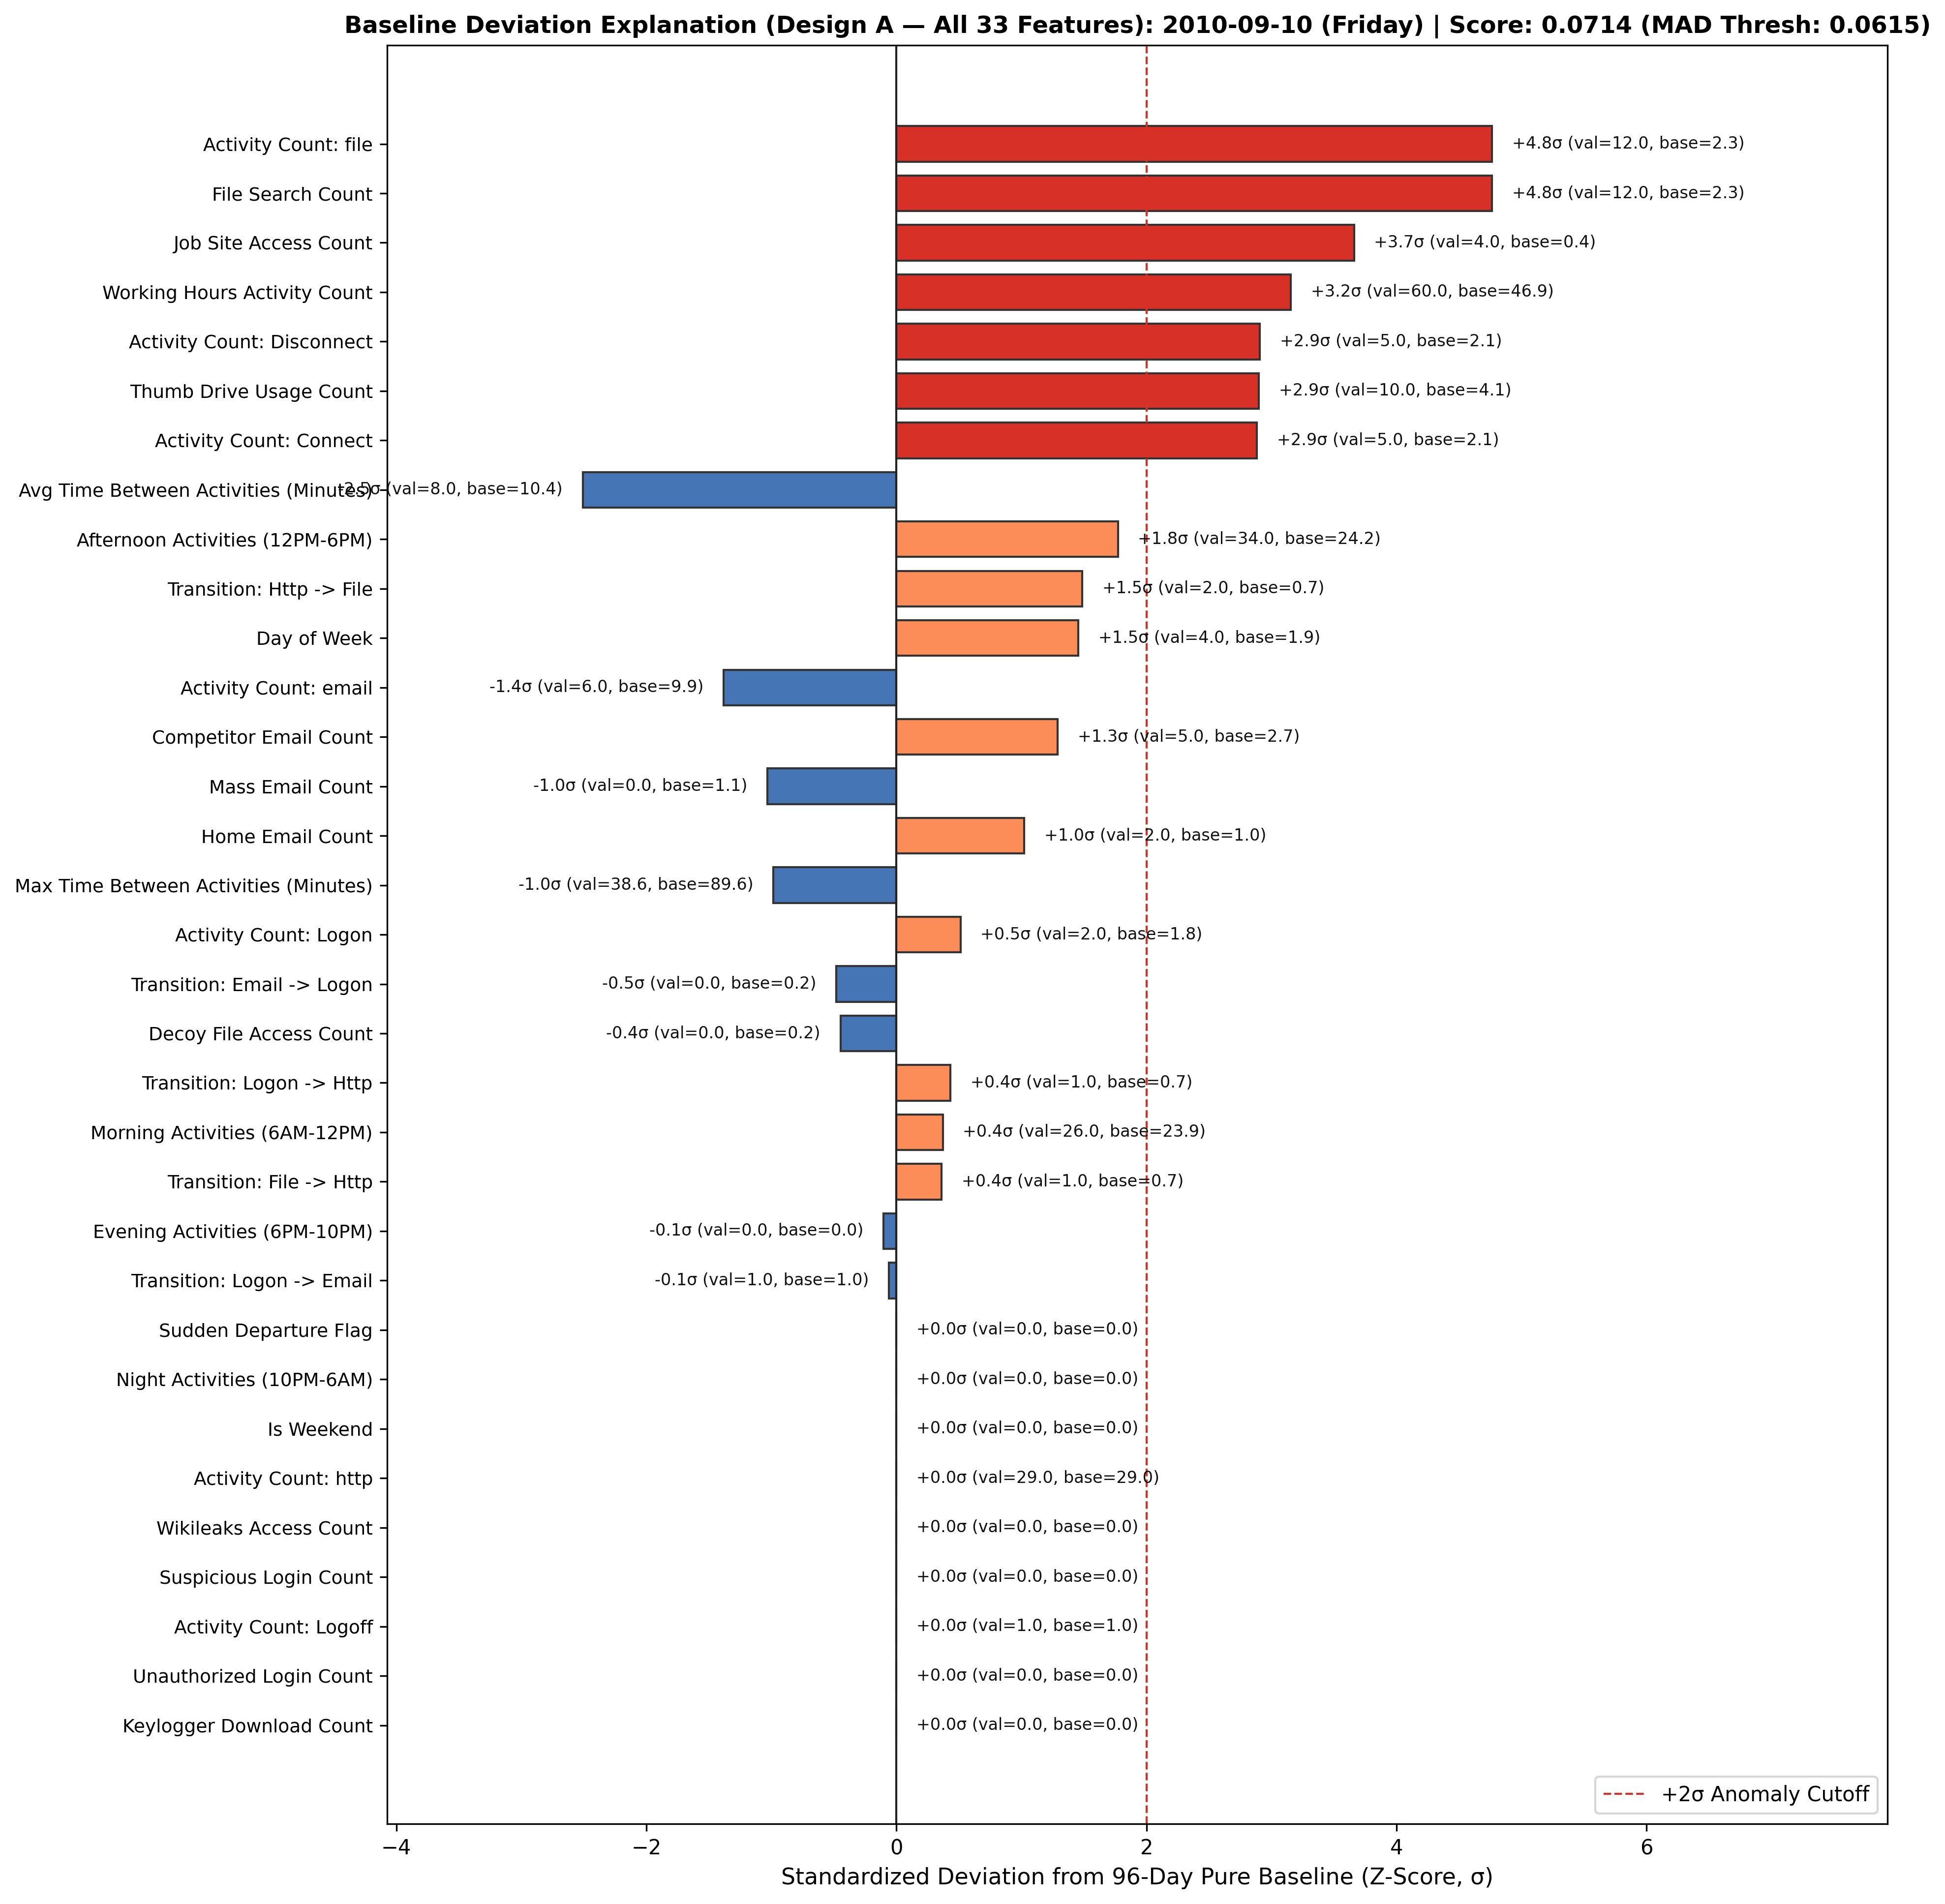 Baseline Deviation Explanation (Design A — All 33 Features): 2010-09-10 (Friday) | Score: 0.0714 (MAD Thresh: 0.0615)
Activity Count: file +4.8σ (val=12.0, base=2.3)
File Search Count +4.8σ (val=12.0, base=2.3)
Job Site Access Count +3.7σ (val=4.0, base=0.4)
Working Hours Activity Count +3.2σ (val=60.0, base=46.9)
Activity Count: Disconnect +2.9σ (val=5.0, base=2.1)
Thumb Drive Usage Count +2.9σ (val=10.0, base=4.1)
Activity Count: Connect +2.9σ (val=5.0, base=2.1)
Avg Time Between Activities (Minutes) -2.5σ (val=8.0, base=10.4)
Afternoon Activities (12PM-6PM) +1.8σ (val=34.0, base=24.2)
Transition: Http -> File +1.5σ (val=2.0, base=0.7)
Day of Week +1.5σ (val=4.0, base=1.9)
Activity Count: email -1.4σ (val=6.0, base=9.9)
Competitor Email Count +1.3σ (val=5.0, base=2.7)
Mass Email Count -1.0σ (val=0.0, base=1.1)
Home Email Count +1.0σ (val=2.0, base=1.0)
Max Time Between Activities (Minutes) -1.0σ (val=38.6, base=89.6)
Activity Count: Logon +0.5σ (val=2.0, base=1.8)
Transition: Email -> Logon -0.5σ (val=0.0, base=0.2)
Decoy File Access Count -0.4σ (val=0.0, base=0.2)
Transition: Logon -> Http +0.4σ (val=1.0, base=0.7)
Morning Activities (6AM-12PM) +0.4σ (val=26.0, base=23.9)
Transition: File -> Http +0.4σ (val=1.0, base=0.7)
Evening Activities (6PM-10PM) -0.1σ (val=0.0, base=0.0)
Transition: Logon -> Email -0.1σ (val=1.0, base=1.0)
Sudden Departure Flag +0.0σ (val=0.0, base=0.0)
Night Activities (10PM-6AM) +0.0σ (val=0.0, base=0.0)
Is Weekend +0.0σ (val=0.0, base=0.0)
Activity Count: http +0.0σ (val=29.0, base=29.0)
Wikileaks Access Count +0.0σ (val=0.0, base=0.0)
Suspicious Login Count +0.0σ (val=0.0, base=0.0)
Activity Count: Logoff +0.0σ (val=1.0, base=1.0)
Unauthorized Login Count +0.0σ (val=0.0, base=0.0)
Keylogger Download Count +0.0σ (val=0.0, base=0.0)
+2σ Anomaly Cutoff
−4 −2 0 2 4 6
Standardized Deviation from 96-Day Pure Baseline (Z-Score, σ)